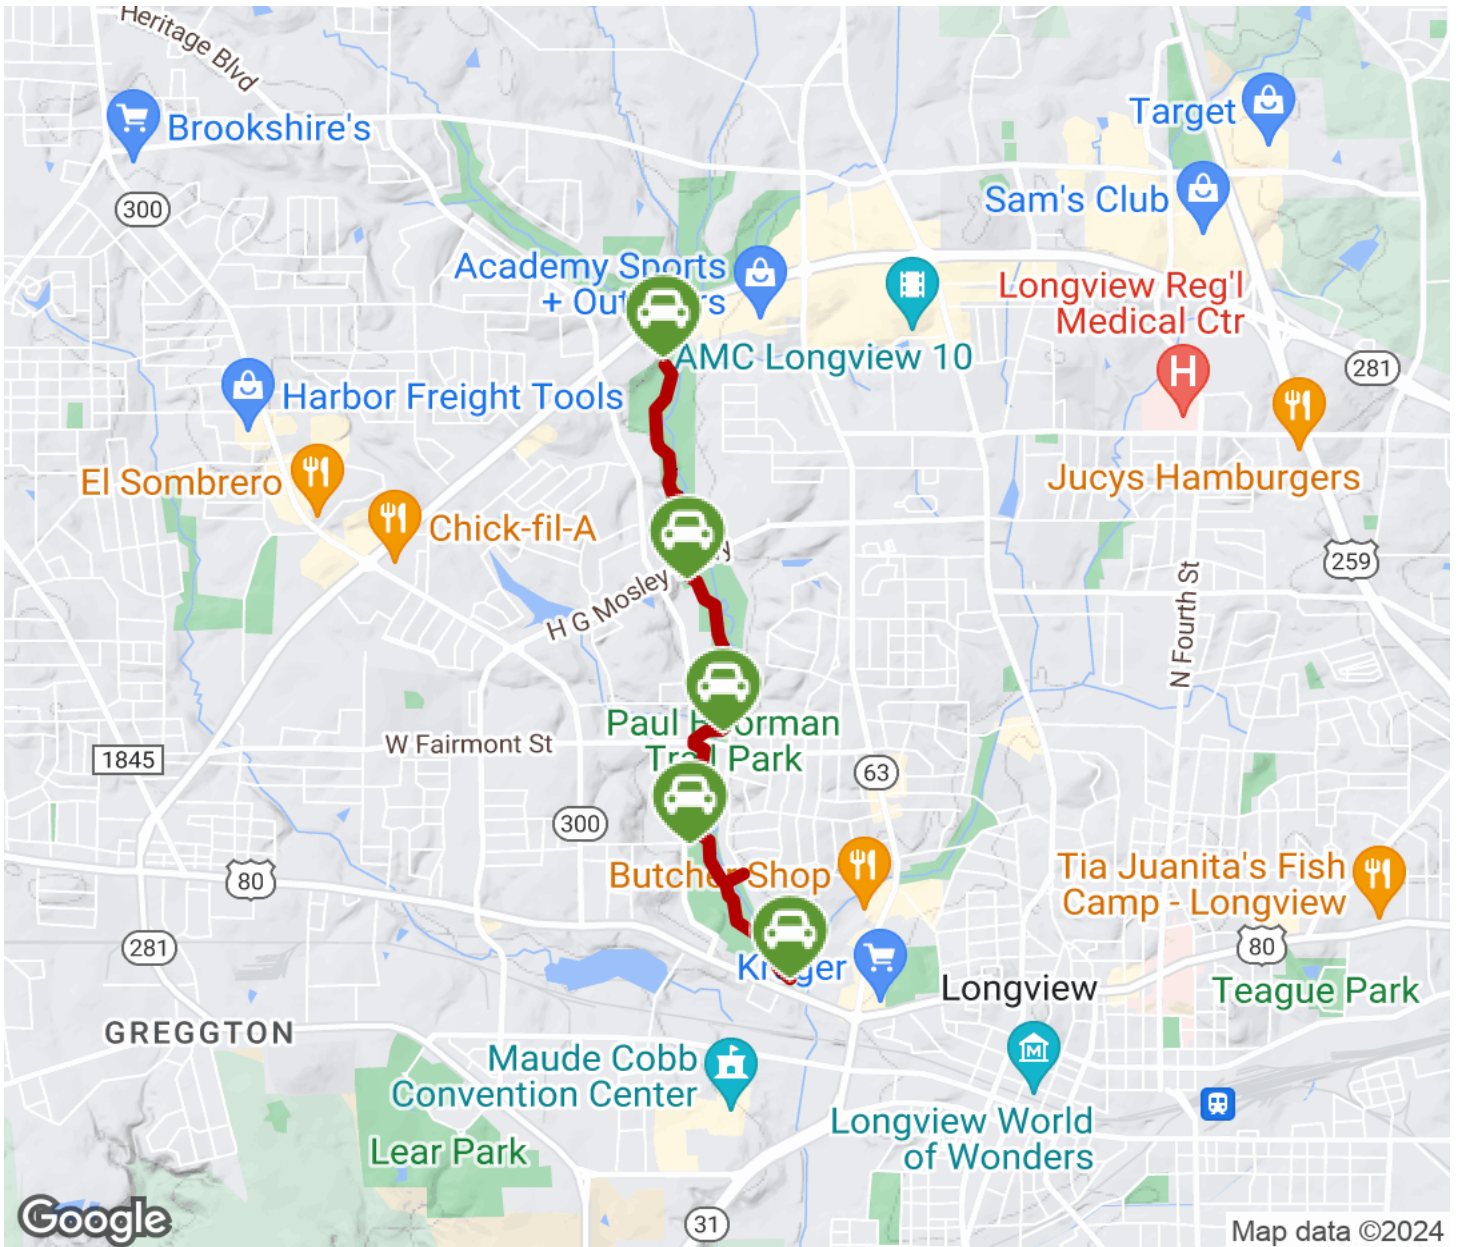 Heritage Blvd
Target
Brookshire's
Sam's Club
300
Academy Sports
+ Out rs
Longview Reg'l
Medical Ctr
AMC Longview 10
281
Harbor Freight Tools
El Sombrero
Jucys Hamburgers
Chick-fil-A
259
H G Mosley
N Fourth St
Paul orman
Tra l Park
W Fairmont St
1845
63
300
Butcher Shop
Tia Juanita's Fish
Camp - Longview
80
281
80
Kroger
Longview
Teague Park
GREGGTON
Maude Cobb
Convention Center
Longview World
of Wonders
Lear Park
31
Google
Map data ©2024